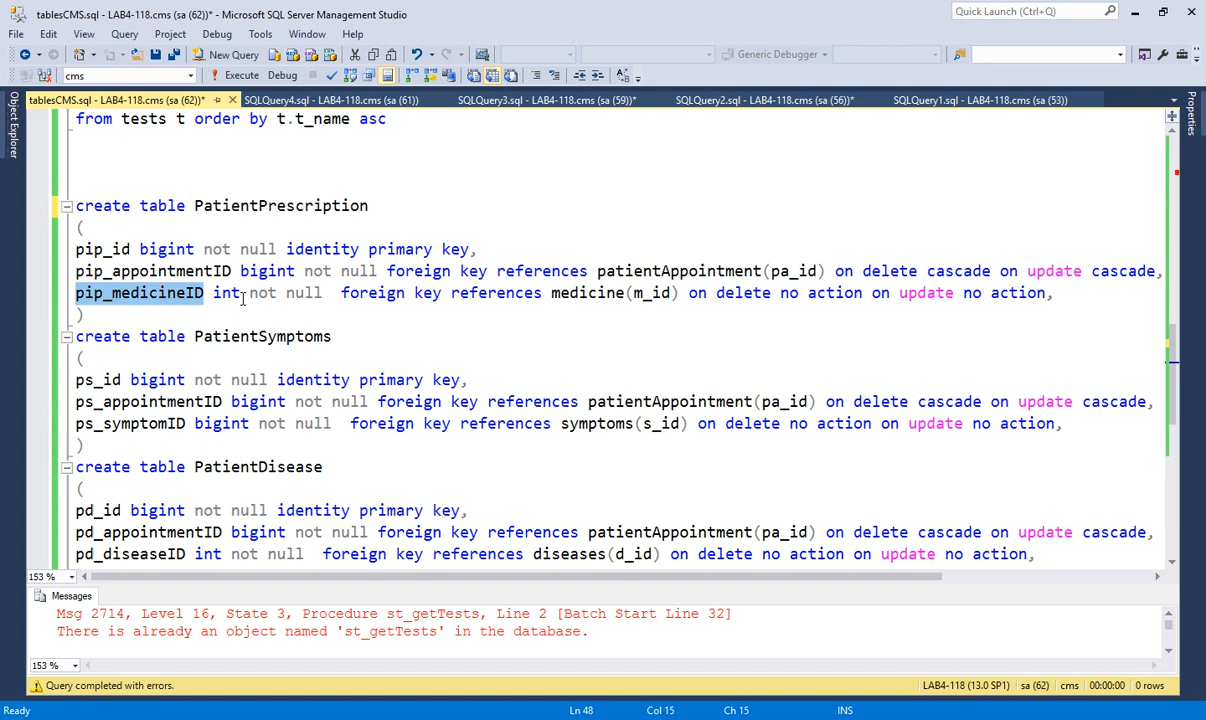 tablesCMS.sql - LAB4-118.cms (sa (62))* - Microsoft SQL Server Management Studio
Quick Launch (Ctrl+Q)
File Edit View Query Project Debug Tools Window Help
New Query
Generic Debugger
cms
Execute Debug
tablesCMS.sql - LAB4-118.cms (sa (62))* SQLQuery4.sql - LAB4-118.cms (sa (61)) SQLQuery3.sql - LAB4-118.cms (sa (59))* SQLQuery2.sql - LAB4-118.cms (sa (56))* SQLQuery1.sql - LAB4-118.cms (sa (53))
Object Explorer
Properties
from tests t order by t.t_name asc
create table PatientPrescription
(
pip_id bigint not null identity primary key,
pip_appointmentID bigint not null foreign key references patientAppointment(pa_id) on delete cascade on update cascade,
pip_medicineID int not null foreign key references medicine(m_id) on delete no action on update no action,
)
create table PatientSymptoms
(
ps_id bigint not null identity primary key,
ps_appointmentID bigint not null foreign key references patientAppointment(pa_id) on delete cascade on update cascade,
ps_symptomID bigint not null foreign key references symptoms(s_id) on delete no action on update no action,
)
create table PatientDisease
(
pd_id bigint not null identity primary key,
pd_appointmentID bigint not null foreign key references patientAppointment(pa_id) on delete cascade on update cascade,
pd_diseaseID int not null foreign key references diseases(d_id) on delete no action on update no action,
153 %
Messages
Msg 2714, Level 16, State 3, Procedure st_getTests, Line 2 [Batch Start Line 32]
There is already an object named 'st_getTests' in the database.
153 %
Query completed with errors. LAB4-118 (13.0 SP1) sa (62) cms 00:00:00 0 rows
Ready Ln 48 Col 15 Ch 15 INS